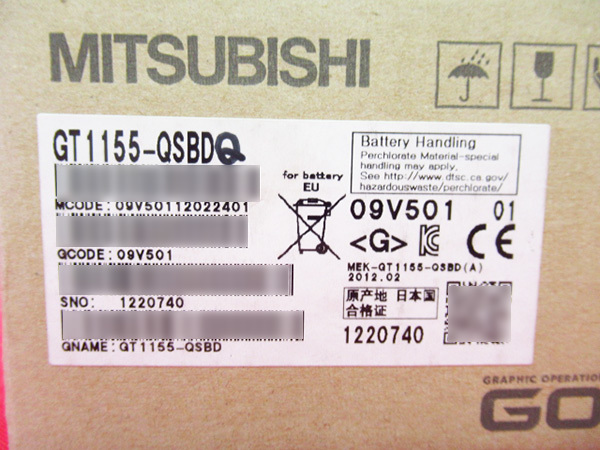 MITSUBISHI
GT1155-QSBDQ
MCODE:09V50112022401
GCODE:09V501
SNO: 1220740
GNAME:GT1155-QSBD
for battery
EU
Battery Handling
Perchlorate Material-special
handling may apply.
See http://www.dtsc.ca.gov/
hazardouswaste/perchlorate/
09V501 01
<G> CE
MEK-GT1155-QSBD(A)
2012.02
原产地 日本国
合格证
1220740
GRAPHIC OPERATION
GO